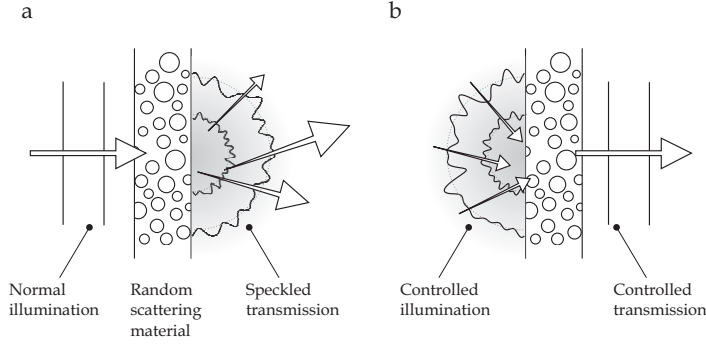 a
b
Normal
illumination
Random
scattering
material
Speckled
transmission
Controlled
illumination
Controlled
transmission